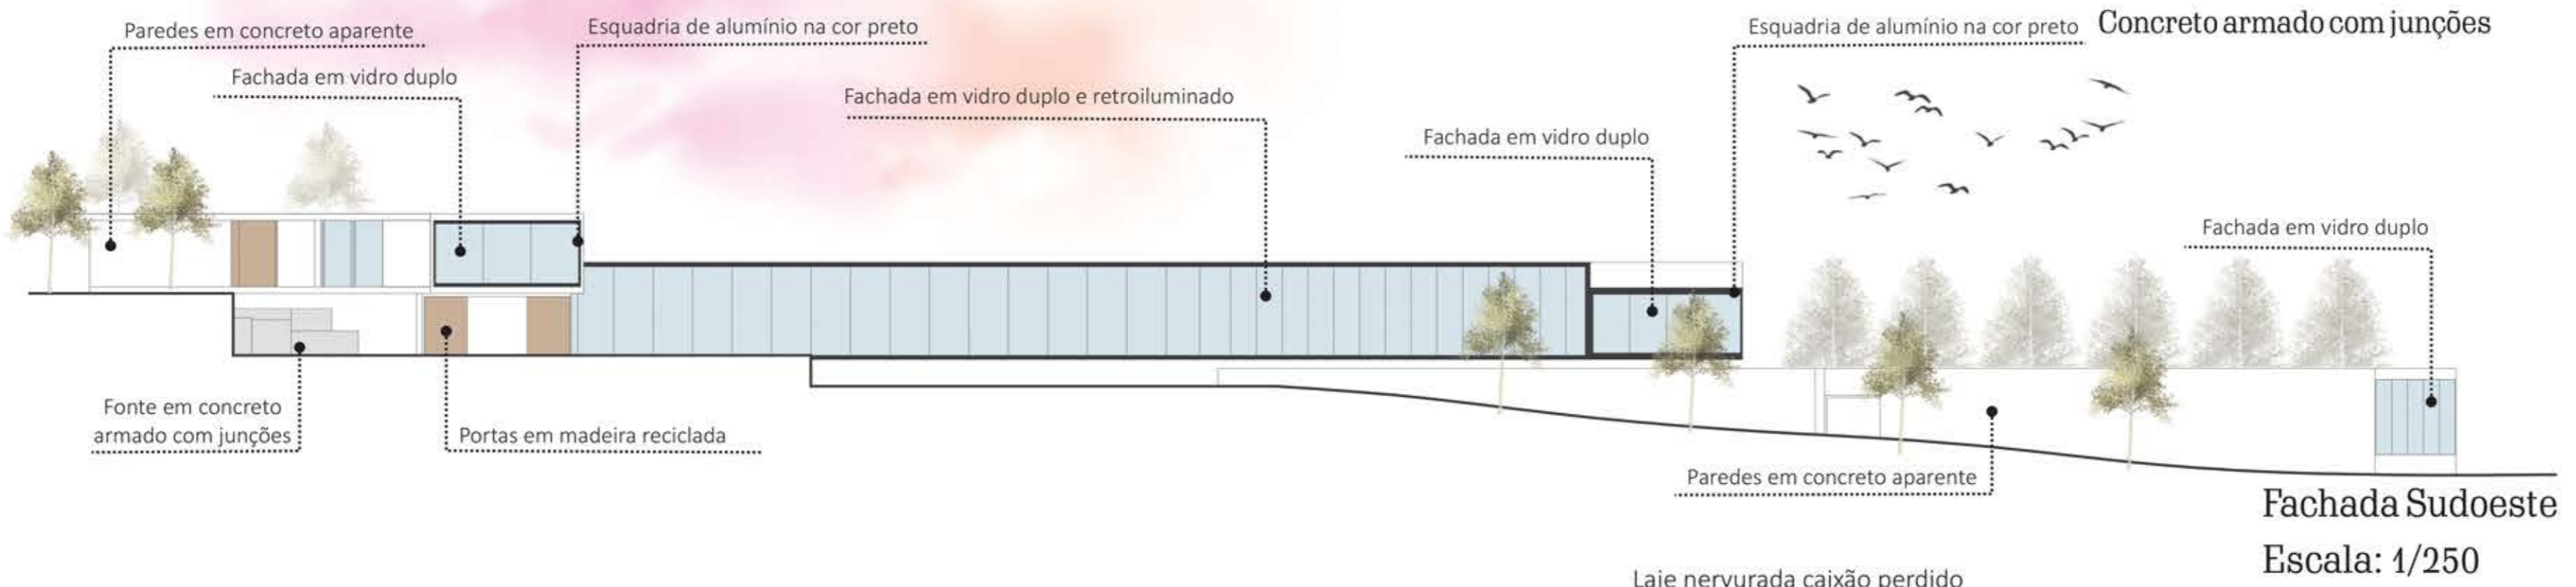 Paredes em concreto aparente
Esquadria de alumínio na cor preto
Esquadria de alumínio na cor preto
Concreto armado com junções
Fachada em vidro duplo
Fachada em vidro duplo e retroiluminado
Fachada em vidro duplo
Fachada em vidro duplo
Fonte em concreto
armado com junções
Portas em madeira reciclada
Paredes em concreto aparente
Fachada Sudoeste
Escala: 1/250
Laje nervurada caixão perdido